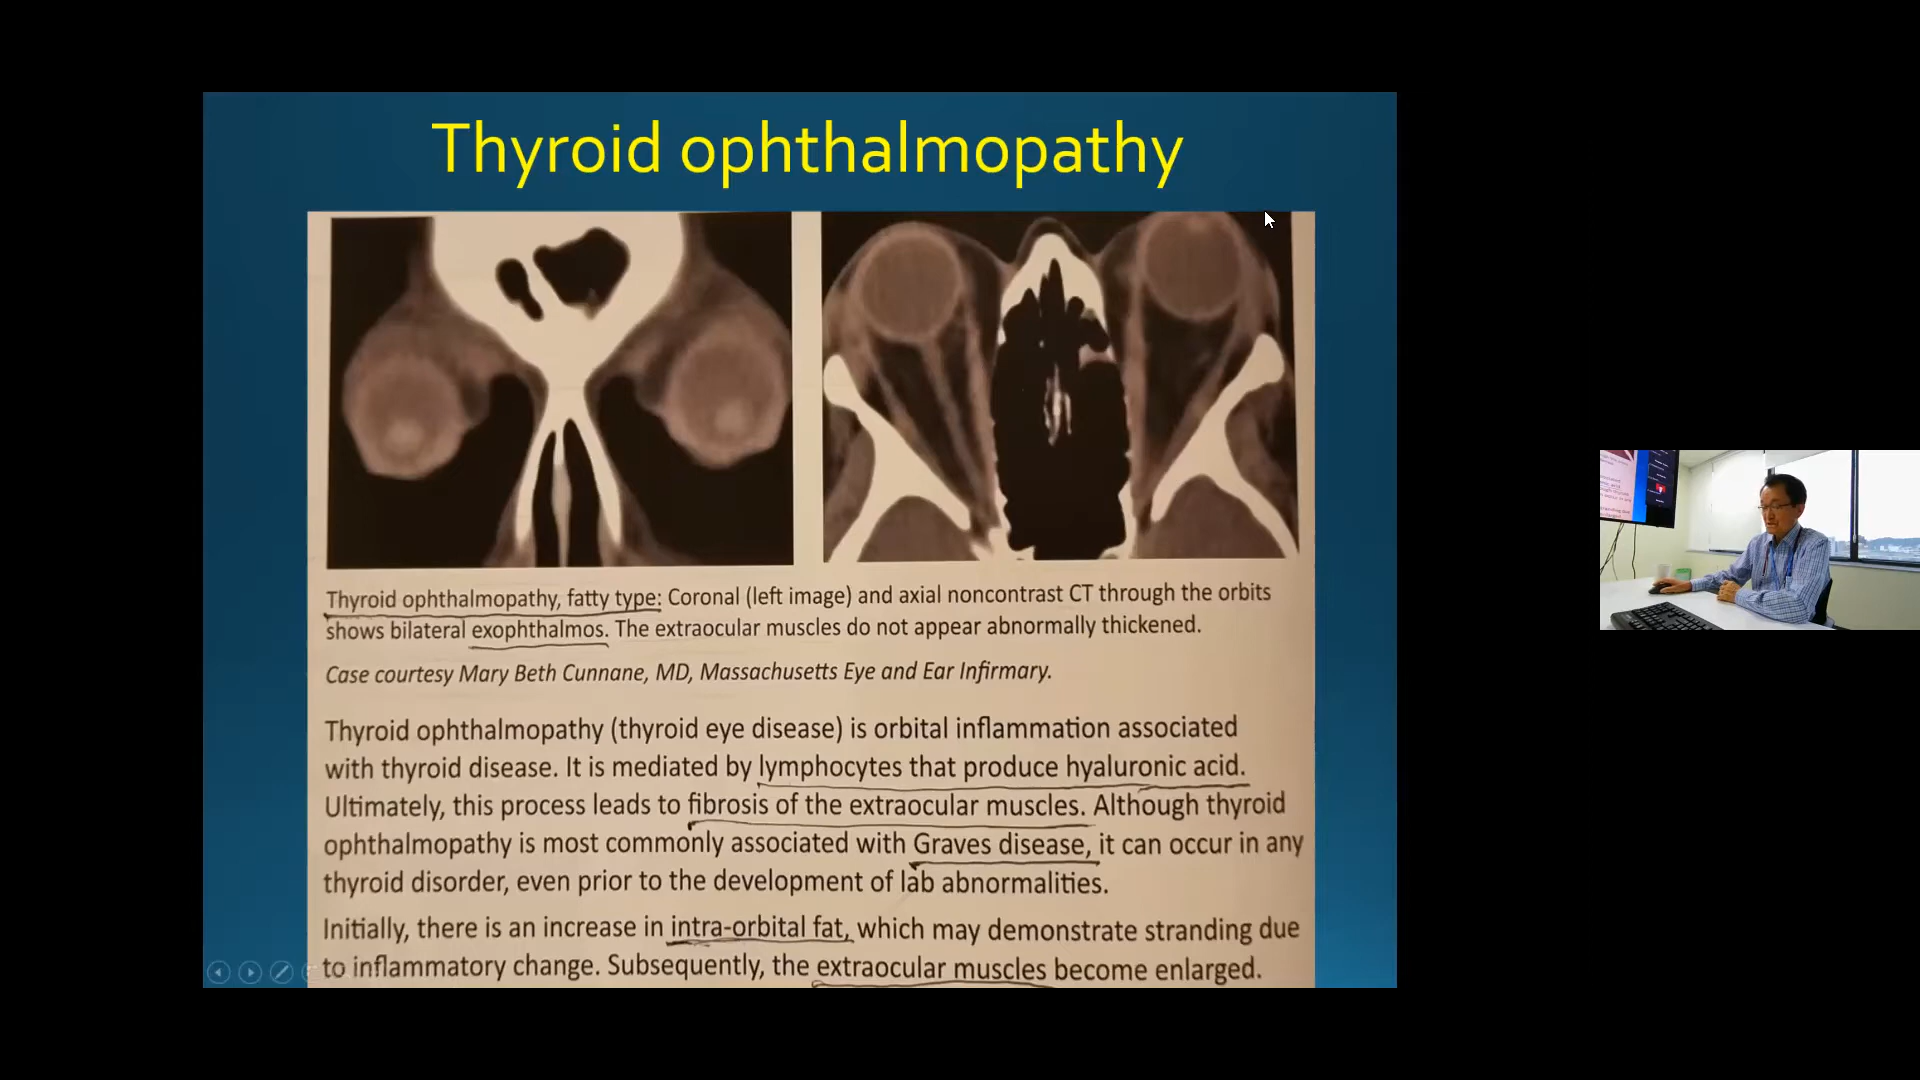 Thyroid ophthalmopathy
Thyroid ophthalmopathy, fatty type: Coronal (left image) and axial noncontrast CT through the orbits
shows bilateral exophthalmos. The extraocular muscles do not appear abnormally thickened.
Case courtesy Mary Beth Cunnane, MD, Massachusetts Eye and Ear Infirmary.
Thyroid ophthalmopathy (thyroid eye disease) is orbital inflammation associated
with thyroid disease. It is mediated by lymphocytes that produce hyaluronic acid.
Ultimately, this process leads to fibrosis of the extraocular muscles. Although thyroid
ophthalmopathy is most commonly associated with Graves disease, it can occur in any
thyroid disorder, even prior to the development of lab abnormalities.
Initially, there is an increase in intra-orbital fat, which may demonstrate stranding due
to inflammatory change. Subsequently, the extraocular muscles become enlarged.